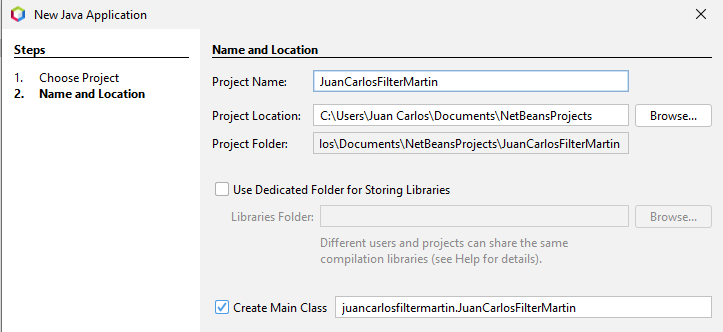 New Java Application
Steps
1. Choose Project
2. Name and Location
Name and Location
Project Name: JuanCarlosFilterMartin
Project Location: C:\Users\Juan Carlos\Documents\NetBeansProjects Browse...
Project Folder: los\Documents\NetBeansProjects\JuanCarlosFilterMartin
Use Dedicated Folder for Storing Libraries
Libraries Folder: Browse...
Different users and projects can share the same
compilation libraries (see Help for details).
Create Main Class juancarlosfiltermartin.JuanCarlosFilterMartin